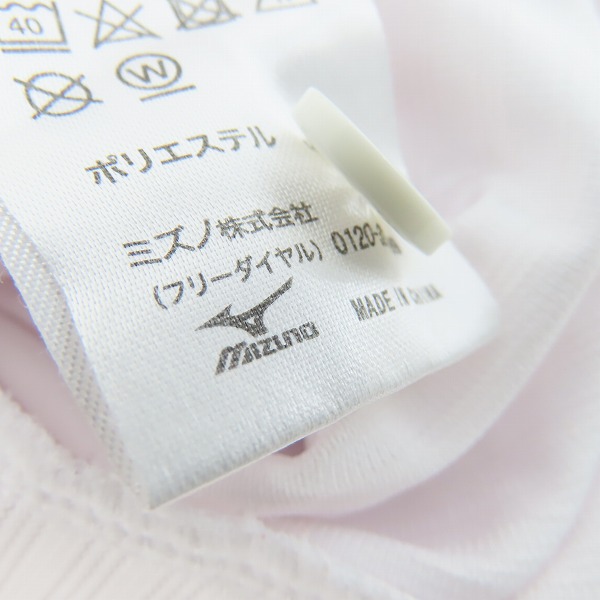 40
W
ポリエステル
ミズノ株式会社
(フリーダイヤル) 0120-
MIZUNO
MADE IN CHINA